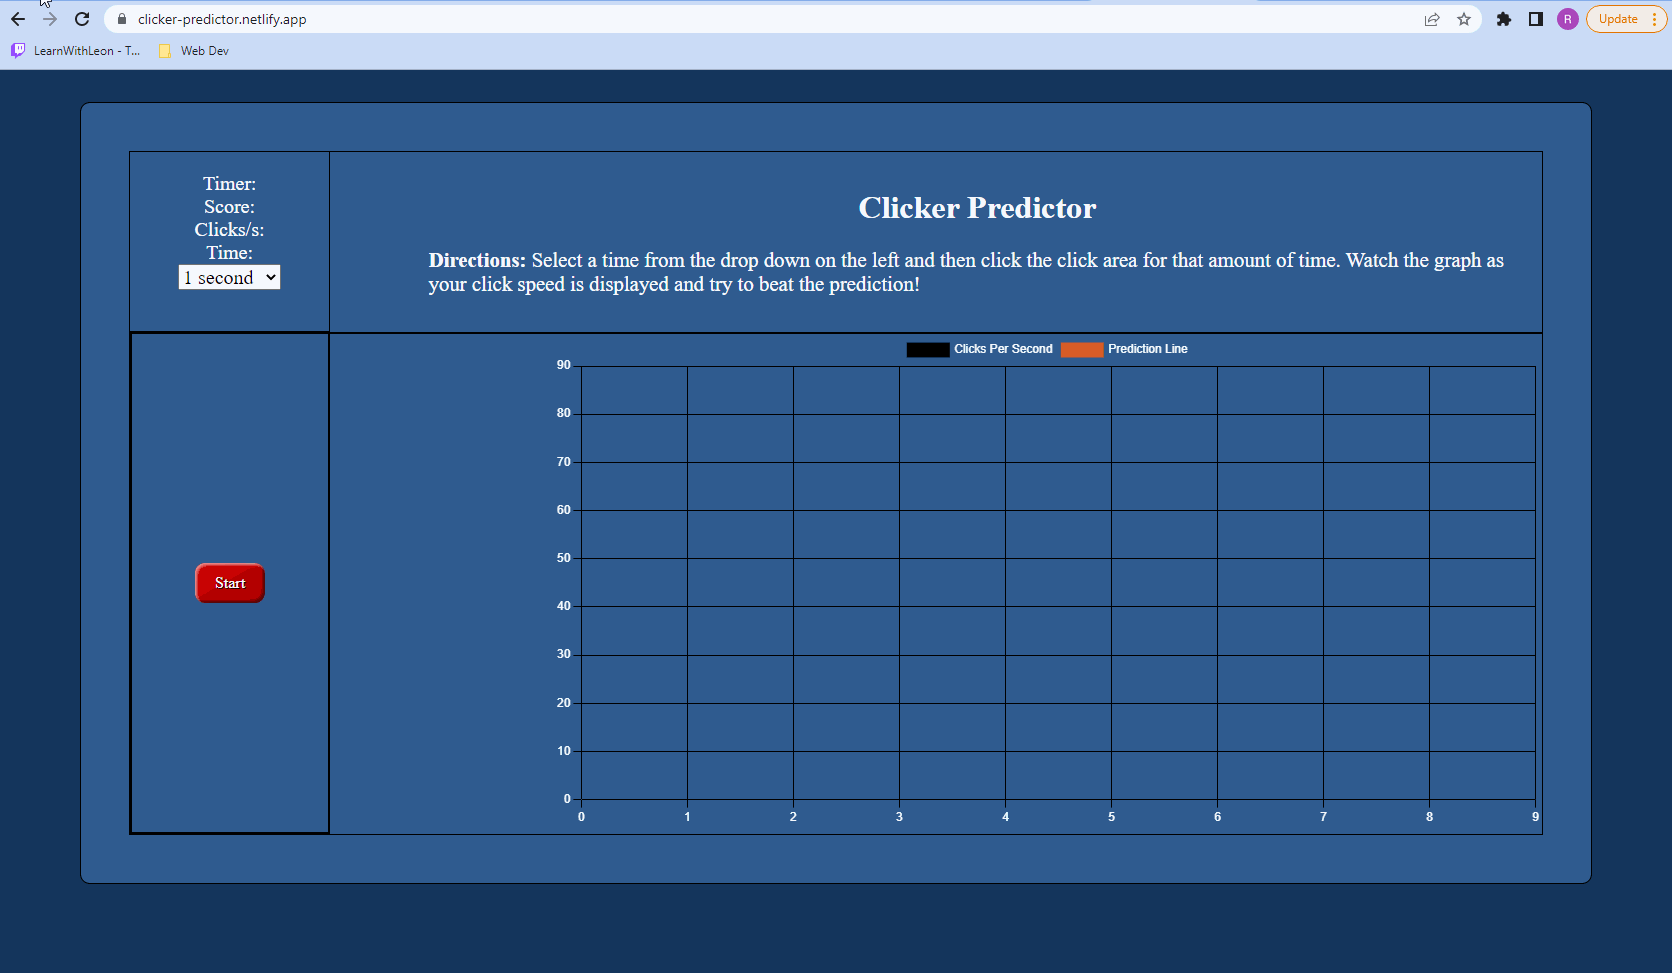 clicker-predictor.netlify.app
R
Update
LearnWithLeon - T...
Web Dev
Timer:
Score:
Clicks/s:
Time:
1 second
Clicker Predictor
Directions: Select a time from the drop down on the left and then click the click area for that amount of time. Watch the graph as
your click speed is displayed and try to beat the prediction!
Start
Clicks Per Second Prediction Line
90
80
70
60
50
40
30
20
10
0
0 1 2 3 4 5 6 7 8 9